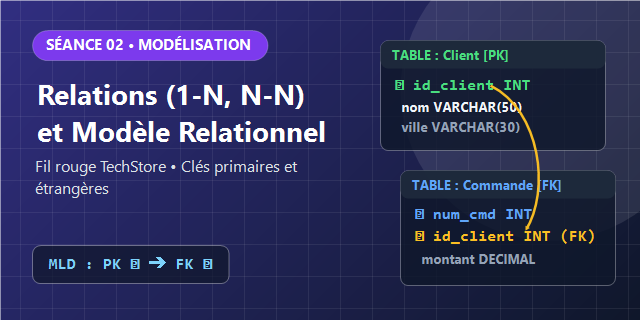 SÉANCE 02 • MODÉLISATION
Relations (1-N, N-N)
et Modèle Relationnel
Fil rouge TechStore • Clés primaires et
étrangères
MLD : PK → FK
TABLE : Client [PK]
id_client INT
nom VARCHAR(50)
ville VARCHAR(30)
TABLE : Commande [FK]
num_cmd INT
id_client INT (FK)
montant DECIMAL